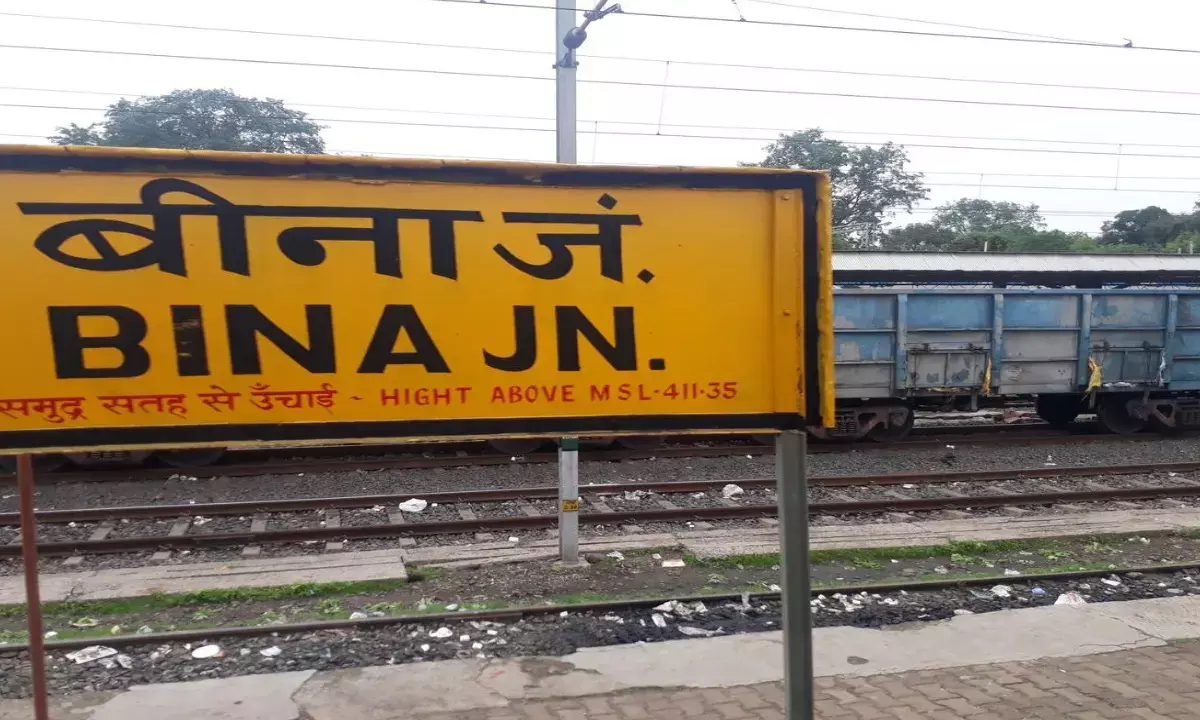 बीना जं.
BINA JN.
समुद्र सतह से उँचाई - HIGHT ABOVE MSL-411-35